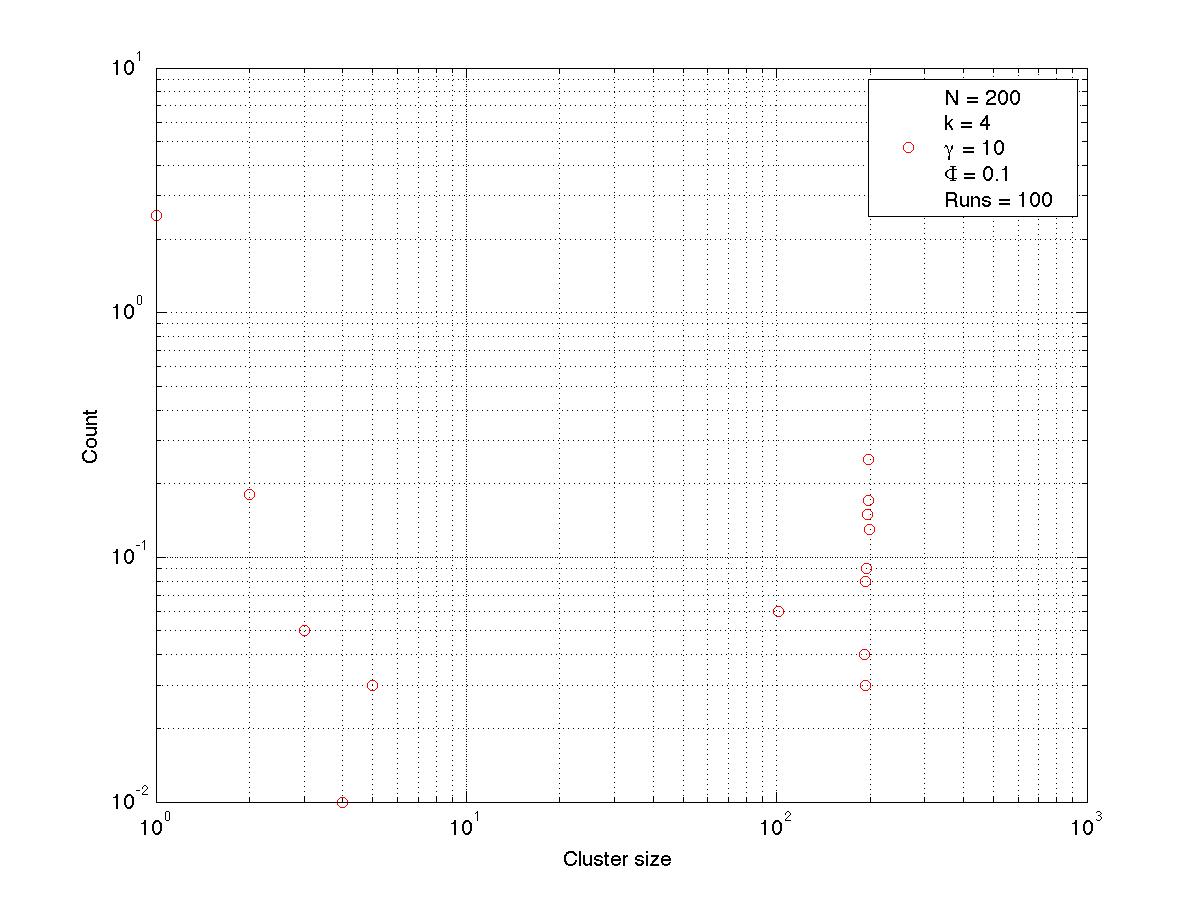 10^1
10^0
10^-1
10^-2
Count
N = 200
k = 4
γ = 10
Φ = 0.1
Runs = 100
10^0 10^1 10^2 10^3
Cluster size